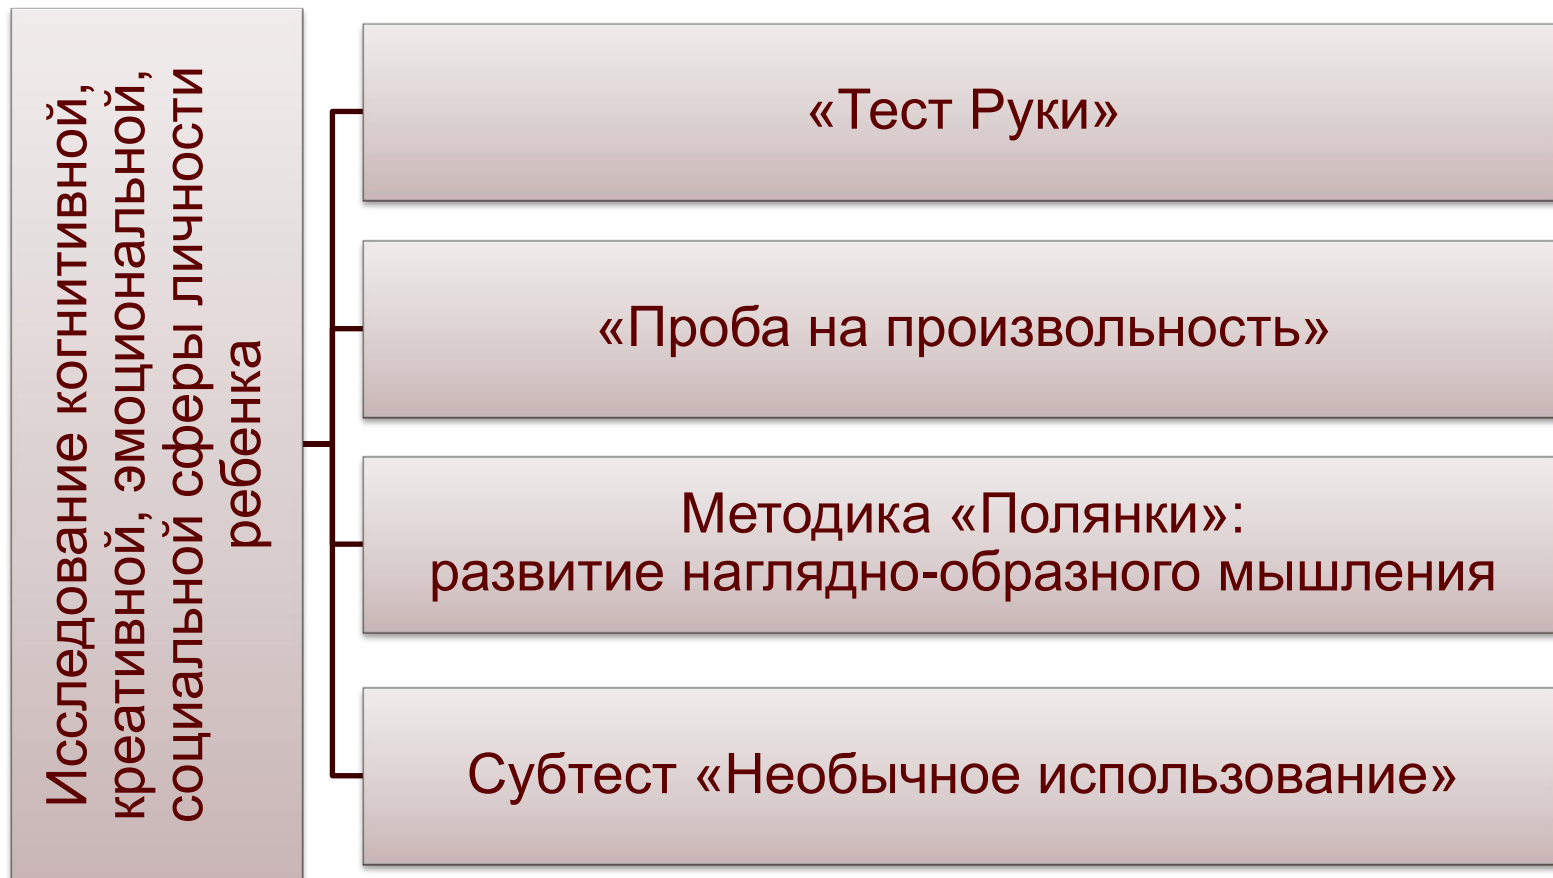 Исследование когнитивной,
креативной, эмоциональной,
социальной сферы личности
ребенка
«Тест Руки»
«Проба на произвольность»
Методика «Полянки»:
развитие наглядно-образного мышления
Субтест «Необычное использование»